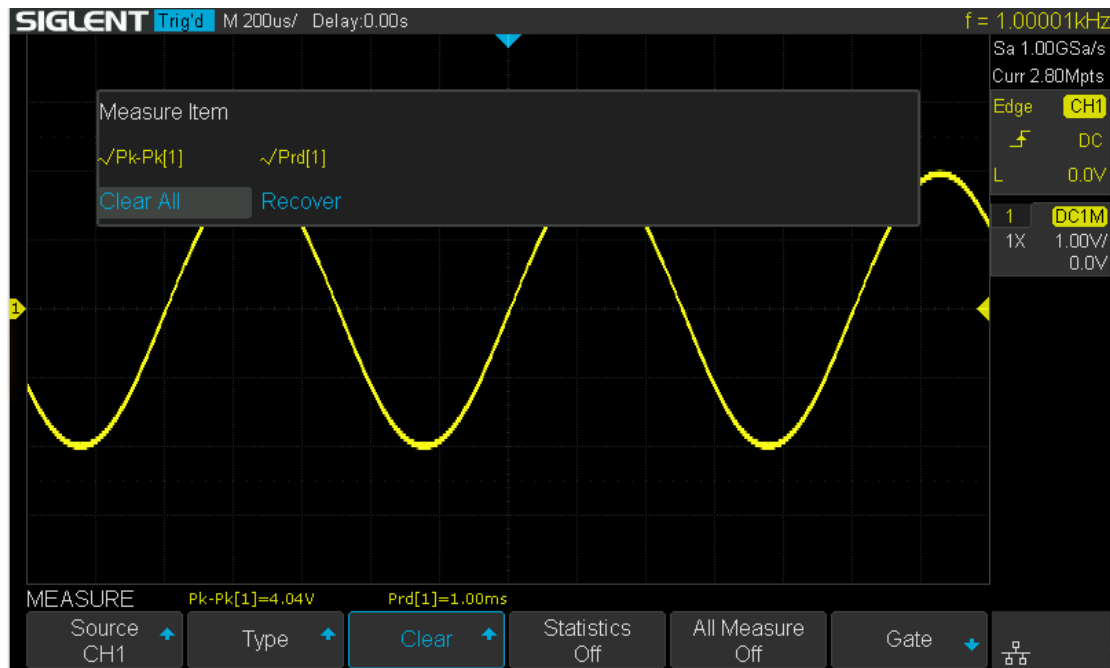 SIGLENT Trig'd M 200us/ Delay:0.00s f = 1.00001kHz
Sa 1.00GSa/s
Curr 2.80Mpts
Edge CH1
DC
L 0.0V
1 DC1M
1X 1.00V/
0.0V
Measure Item
√Pk-Pk[1] √Prd[1]
Clear All Recover
1
MEASURE Pk-Pk[1]=4.04V Prd[1]=1.00ms
Source
CH1
Type
Clear
Statistics
Off
All Measure
Off
Gate